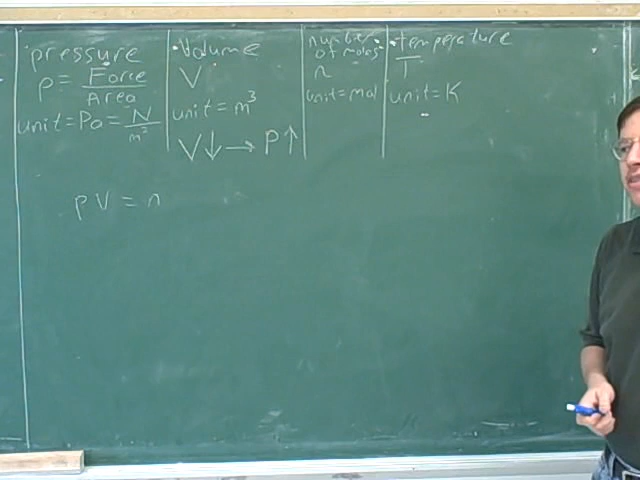 pressure
P = Force
Area
unit = Pa = N
m²
Volume
V
unit = m³
V↓ → P↑
number
of moles
n
unit = mol
temperature
T
unit = K
PV = n